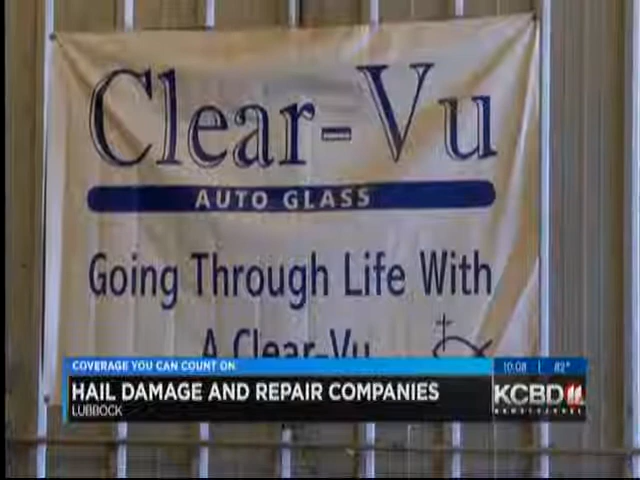 Clear-Vu
AUTO GLASS
Going Through Life With
A Clear-Vu
COVERAGE YOU CAN COUNT ON
10:08 82°
HAIL DAMAGE AND REPAIR COMPANIES
LUBBOCK
KCBD 11